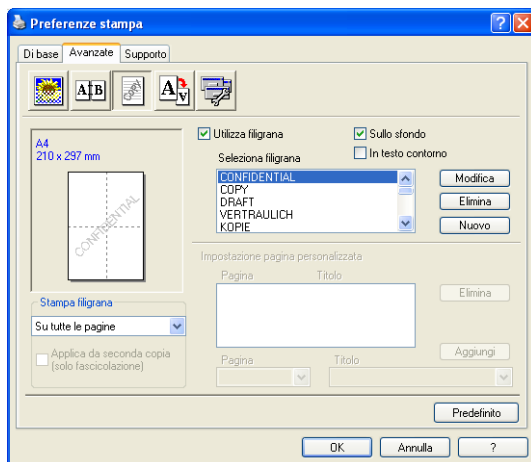 Preferenze stampa
?
Di base
Avanzate
Supporto
A B
COPY
A V
A4
210 x 297 mm
CONFIDENTIAL
Utilizza filigrana
Sullo sfondo
In testo contorno
Seleziona filigrana
CONFIDENTIAL
COPY
DRAFT
VERTRAULICH
KOPIE
Modifica
Elimina
Nuovo
Impostazione pagina personalizzata
Pagina
Titolo
Elimina
Stampa filigrana
Su tutte le pagine
Applica da seconda copia
(solo fascicolazione)
Aggiungi
Pagina
Titolo
Predefinito
OK
Annulla
?